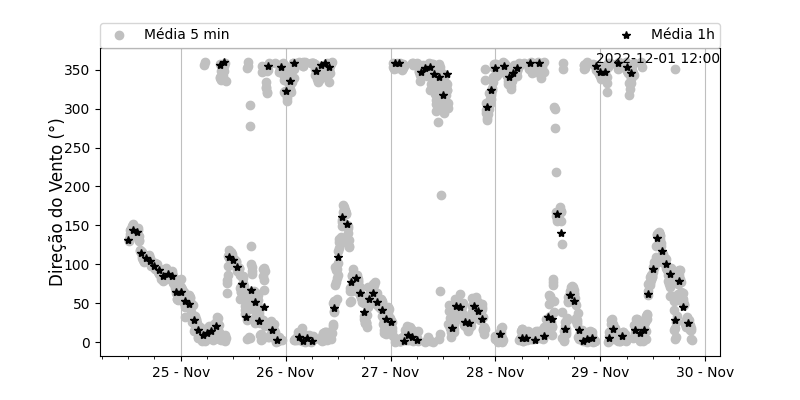 Média 5 min
Média 1h
2022-12-01 12:00
Direção do Vento (°)
350
300
250
200
150
100
50
0
25 - Nov
26 - Nov
27 - Nov
28 - Nov
29 - Nov
30 - Nov